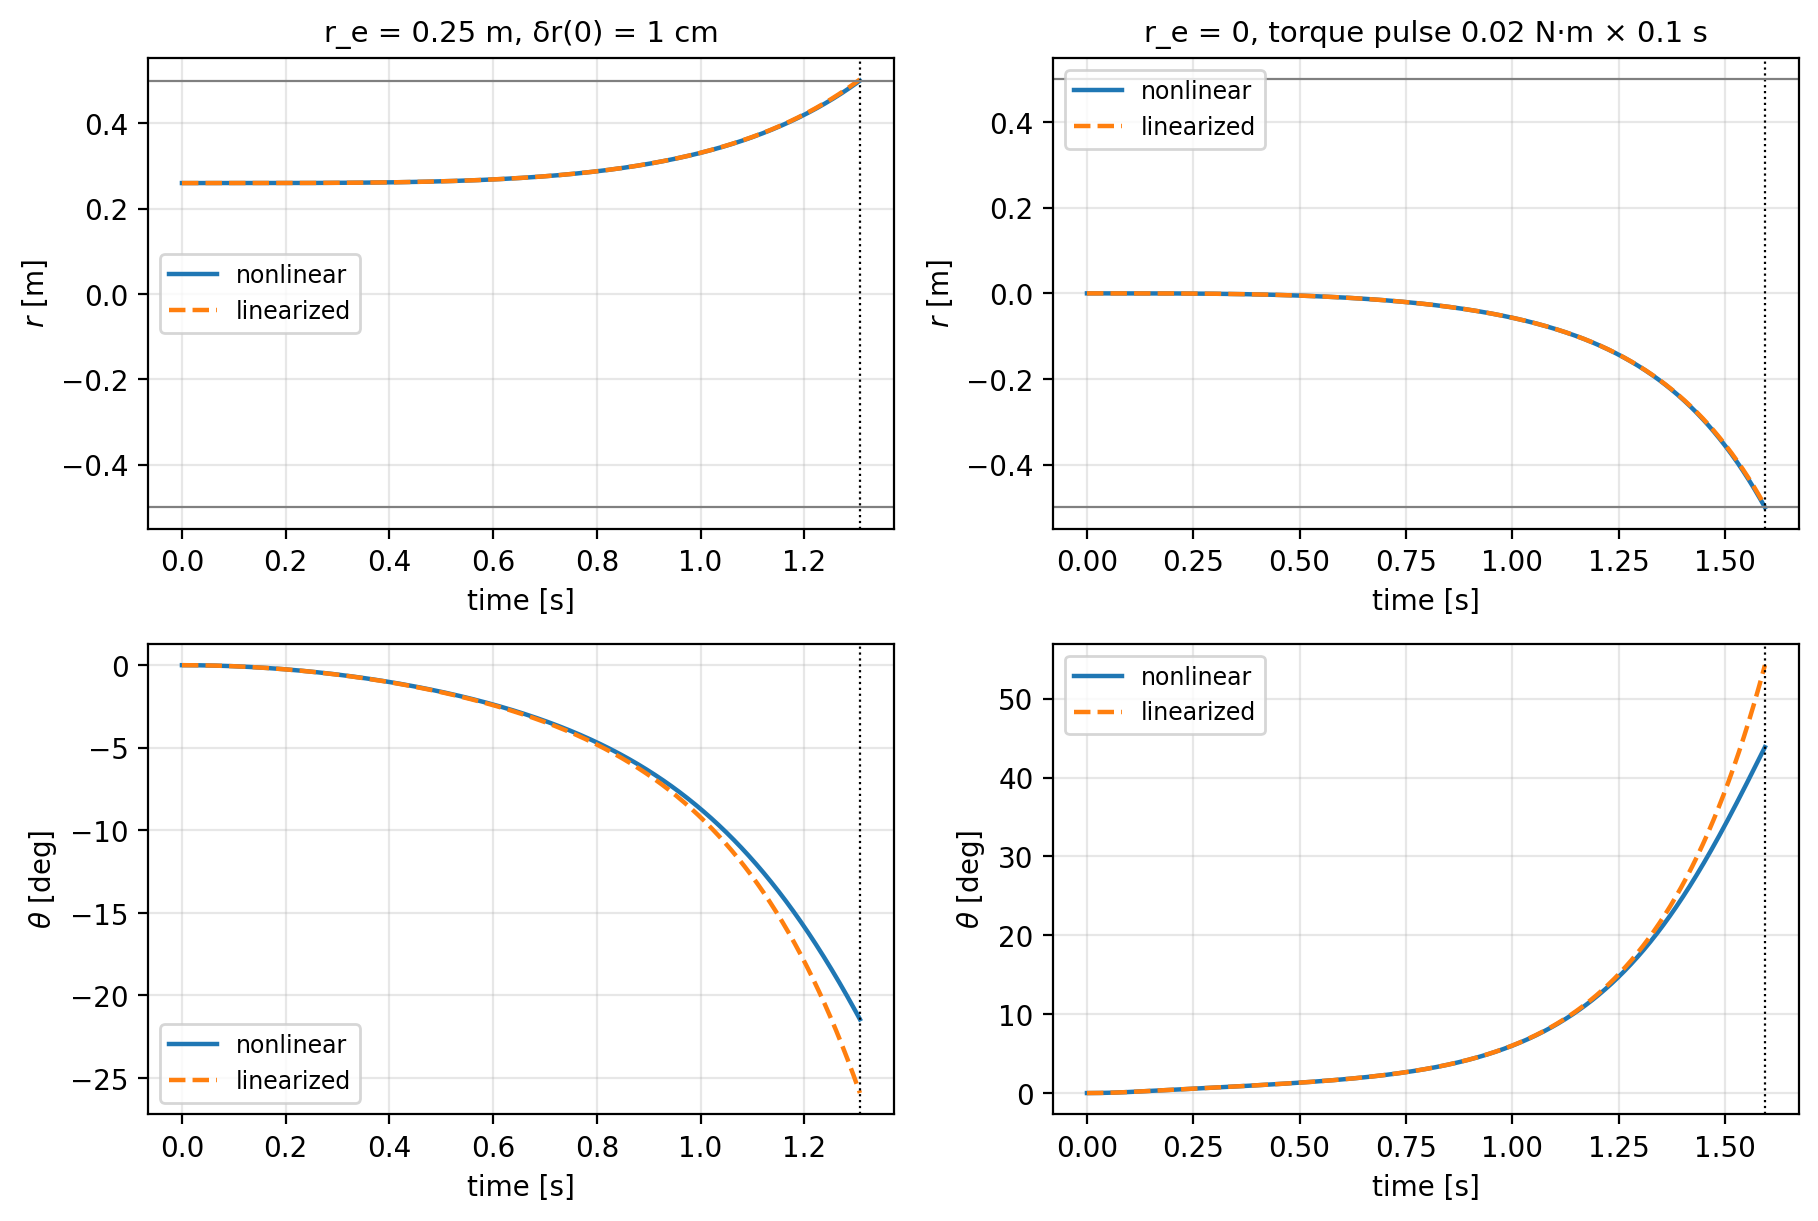 r_e = 0.25 m, δr(0) = 1 cm
0.4
0.2
0.0
−0.2
−0.4
r [m]
nonlinear
linearized
0.0 0.2 0.4 0.6 0.8 1.0 1.2
time [s]
r_e = 0, torque pulse 0.02 N·m × 0.1 s
nonlinear
linearized
0.4
0.2
0.0
−0.2
−0.4
r [m]
0.00 0.25 0.50 0.75 1.00 1.25 1.50
time [s]
0
−5
−10
−15
−20
−25
θ [deg]
nonlinear
linearized
0.0 0.2 0.4 0.6 0.8 1.0 1.2
time [s]
nonlinear
linearized
50
40
30
20
10
0
θ [deg]
0.00 0.25 0.50 0.75 1.00 1.25 1.50
time [s]